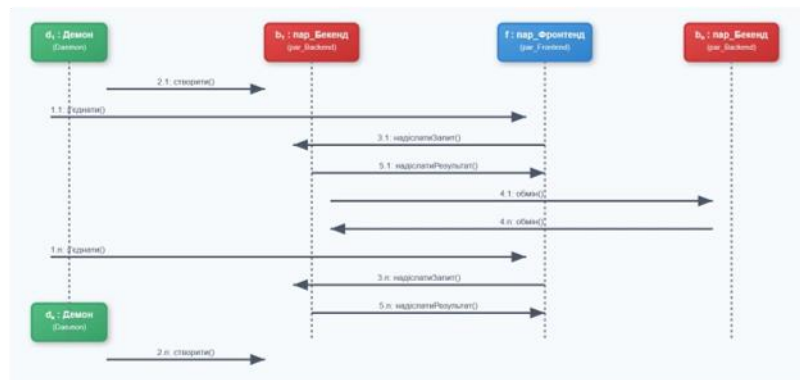 d₁ : Демон
(Daemon)
b₁ : пар_Бекенд
(par_Backend)
f : пар_Фронтенд
(par_Frontend)
bₙ : пар_Бекенд
(par_Backend)
2.1: створити()
1.1: з'єднати()
3.1: надіслатиЗапит()
5.1: надіслатиРезультат()
4.1: обмін()
4.n: обмін()
1.n: з'єднати()
3.n: надіслатиЗапит()
5.n: надіслатиРезультат()
dₙ : Демон
(Daemon)
2.n: створити()